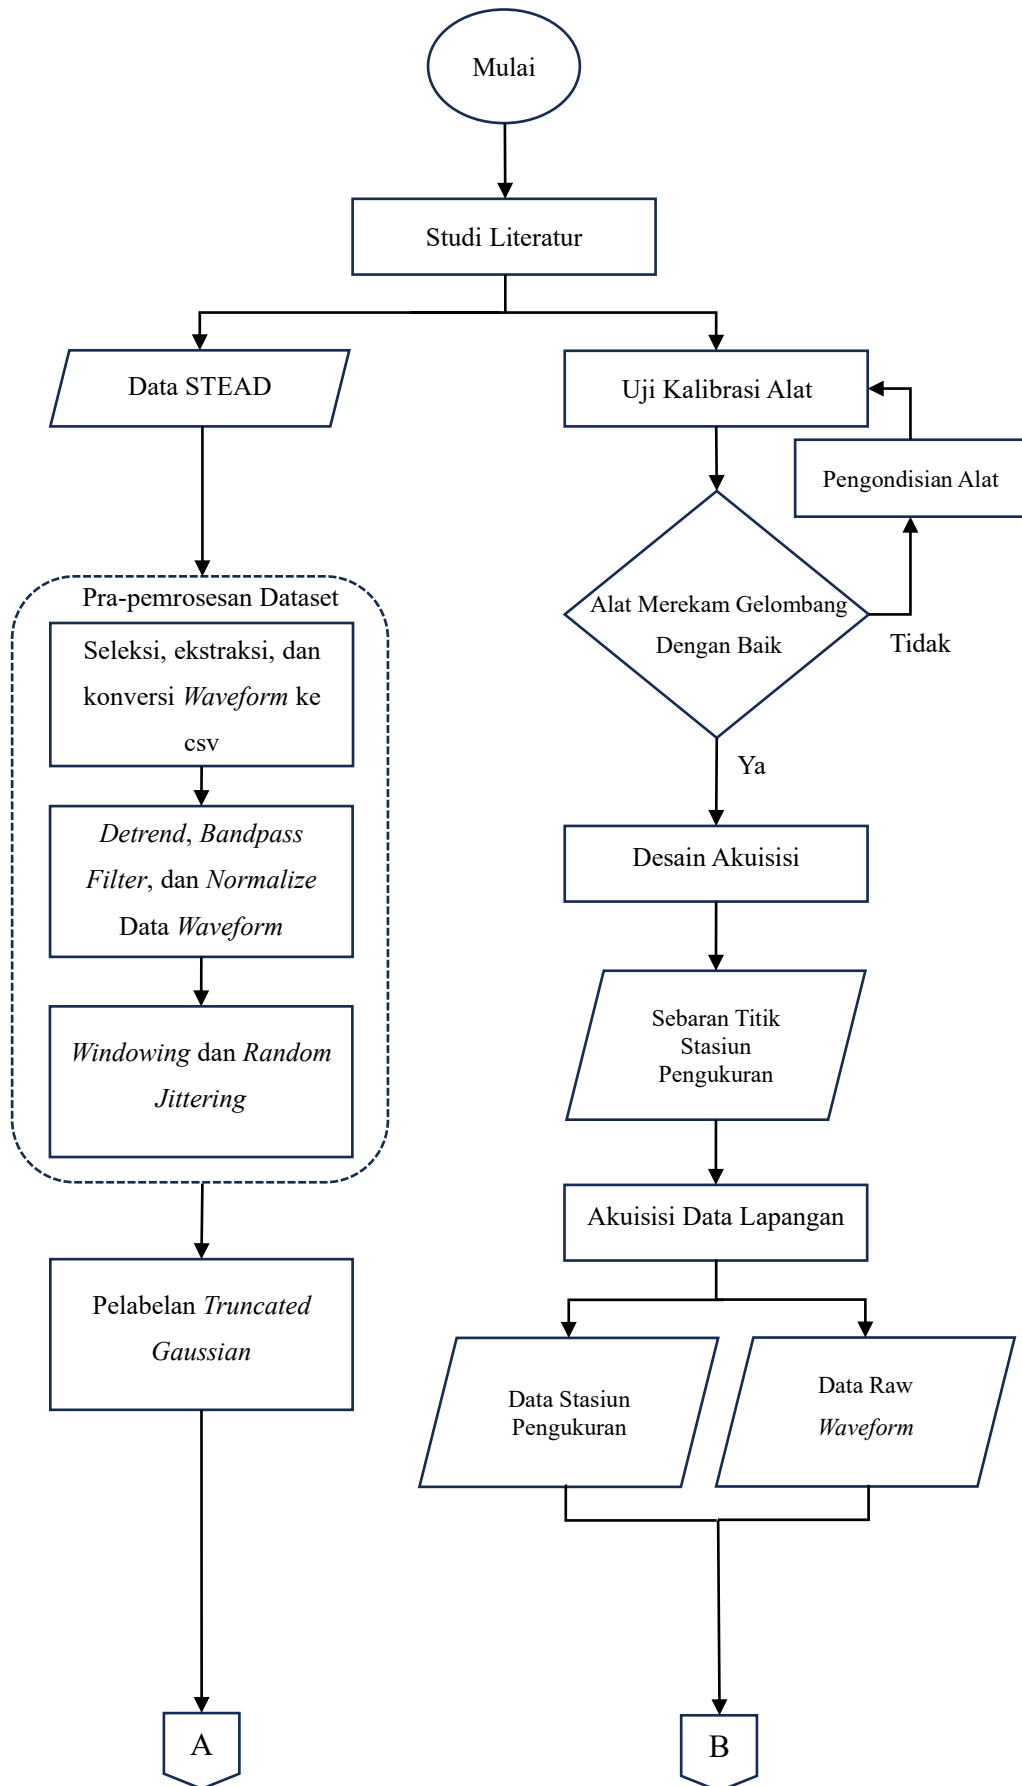 Mulai
Studi Literatur
Data STEAD
Uji Kalibrasi Alat
Pengondisian Alat
Alat Merekam Gelombang
Dengan Baik
Tidak
Ya
Pra-pemrosesan Dataset
Seleksi, ekstraksi, dan
konversi Waveform ke
csv
Detrend, Bandpass
Filter, dan Normalize
Data Waveform
Windowing dan Random
Jittering
Pelabelan Truncated
Gaussian
Desain Akuisisi
Sebaran Titik
Stasiun
Pengukuran
Akuisisi Data Lapangan
Data Stasiun
Pengukuran
Data Raw
Waveform
A
B